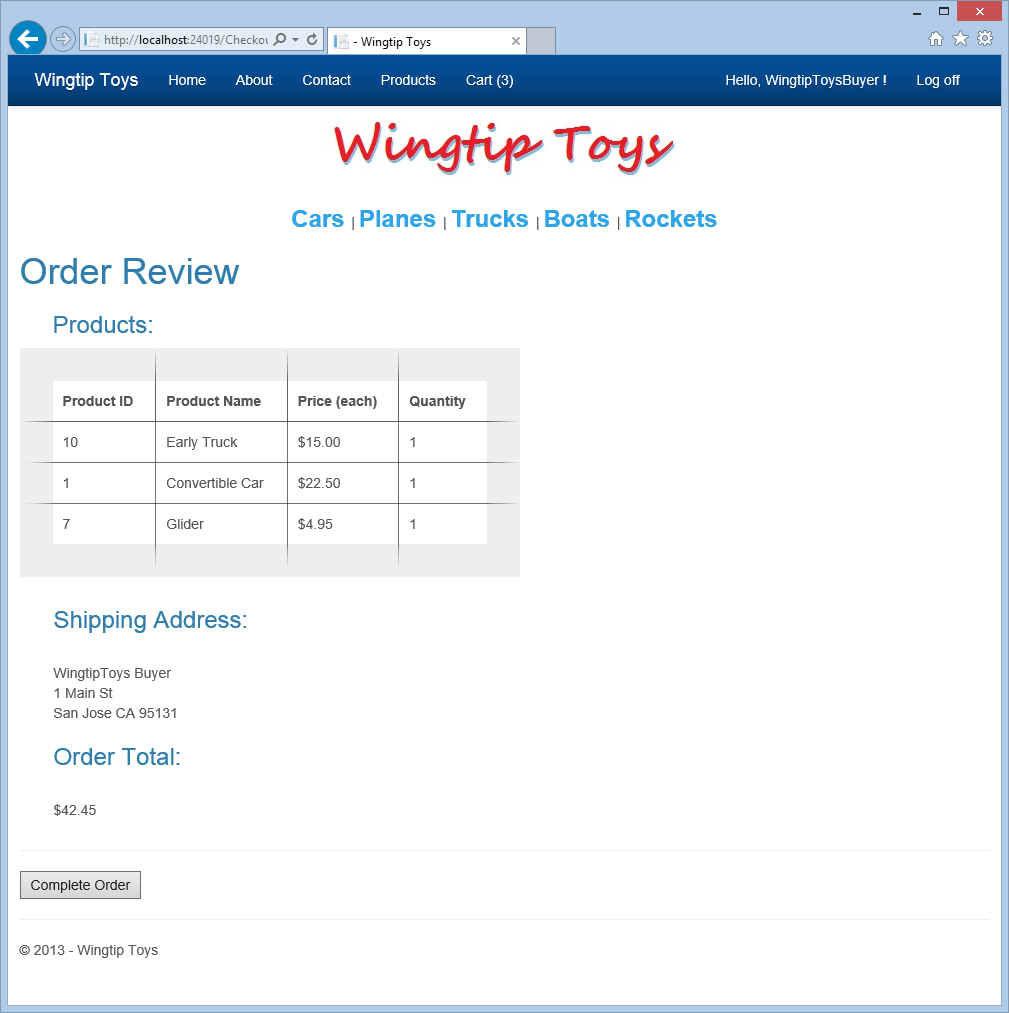 http://localhost:24019/Checkou
- Wingtip Toys
Wingtip Toys Home About Contact Products Cart (3) Hello, WingtipToysBuyer ! Log off
Wingtip Toys
Cars | Planes | Trucks | Boats | Rockets
Order Review
Products:
Product ID Product Name Price (each) Quantity
10 Early Truck $15.00 1
1 Convertible Car $22.50 1
7 Glider $4.95 1
Shipping Address:
WingtipToys Buyer
1 Main St
San Jose CA 95131
Order Total:
$42.45
Complete Order
© 2013 - Wingtip Toys